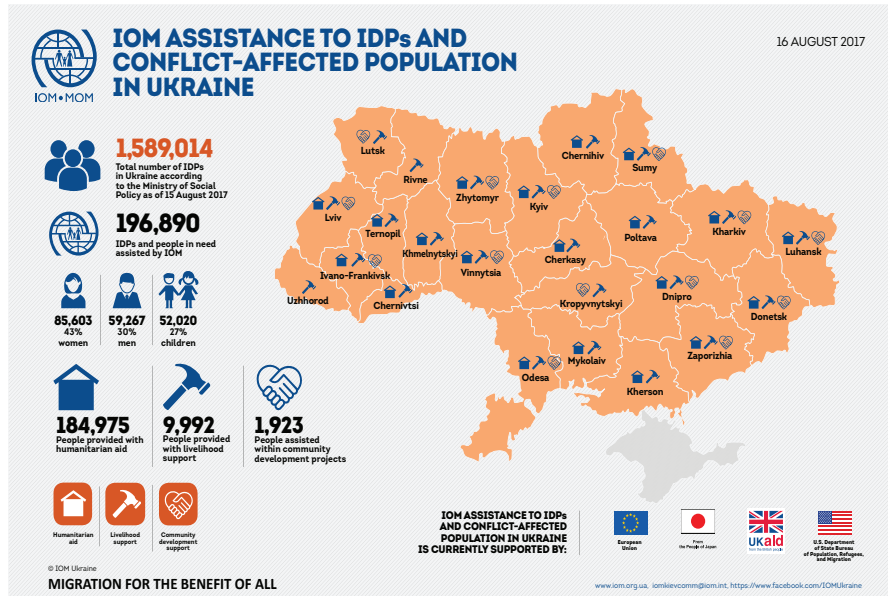 IOM • MOM
IOM ASSISTANCE TO IDPs AND
CONFLICT-AFFECTED POPULATION
IN UKRAINE
16 AUGUST 2017
1,589,014
Total number of IDPs
in Ukraine according
to the Ministry of Social
Policy as of 15 August 2017
196,890
IDPs and people in need
assisted by IOM
85,603
43%
women
59,267
30%
men
52,020
27%
children
184,975
People provided with
humanitarian aid
9,992
People provided
with livelihood
support
1,923
People assisted
within community
development projects
Humanitarian
aid
Livelihood
support
Community
development
support
Lutsk
Rivne
Zhytomyr
Kyiv
Chernihiv
Sumy
Lviv
Ternopil
Khmelnytskyi
Vinnytsia
Cherkasy
Poltava
Kharkiv
Luhansk
Ivano-Frankivsk
Uzhhorod
Chernivtsi
Kropyvnytskyi
Dnipro
Donetsk
Zaporizhia
Odesa
Mykolaiv
Kherson
IOM ASSISTANCE TO IDPs
AND CONFLICT-AFFECTED
POPULATION IN UKRAINE
IS CURRENTLY SUPPORTED BY:
European
Union
From
the People of Japan
UKaid
from the British people
U.S. Department
of State Bureau
of Population, Refugees,
and Migration
© IOM Ukraine
MIGRATION FOR THE BENEFIT OF ALL
www.iom.org.ua, iomkievcomm@iom.int, https://www.facebook.com/IOMUkraine